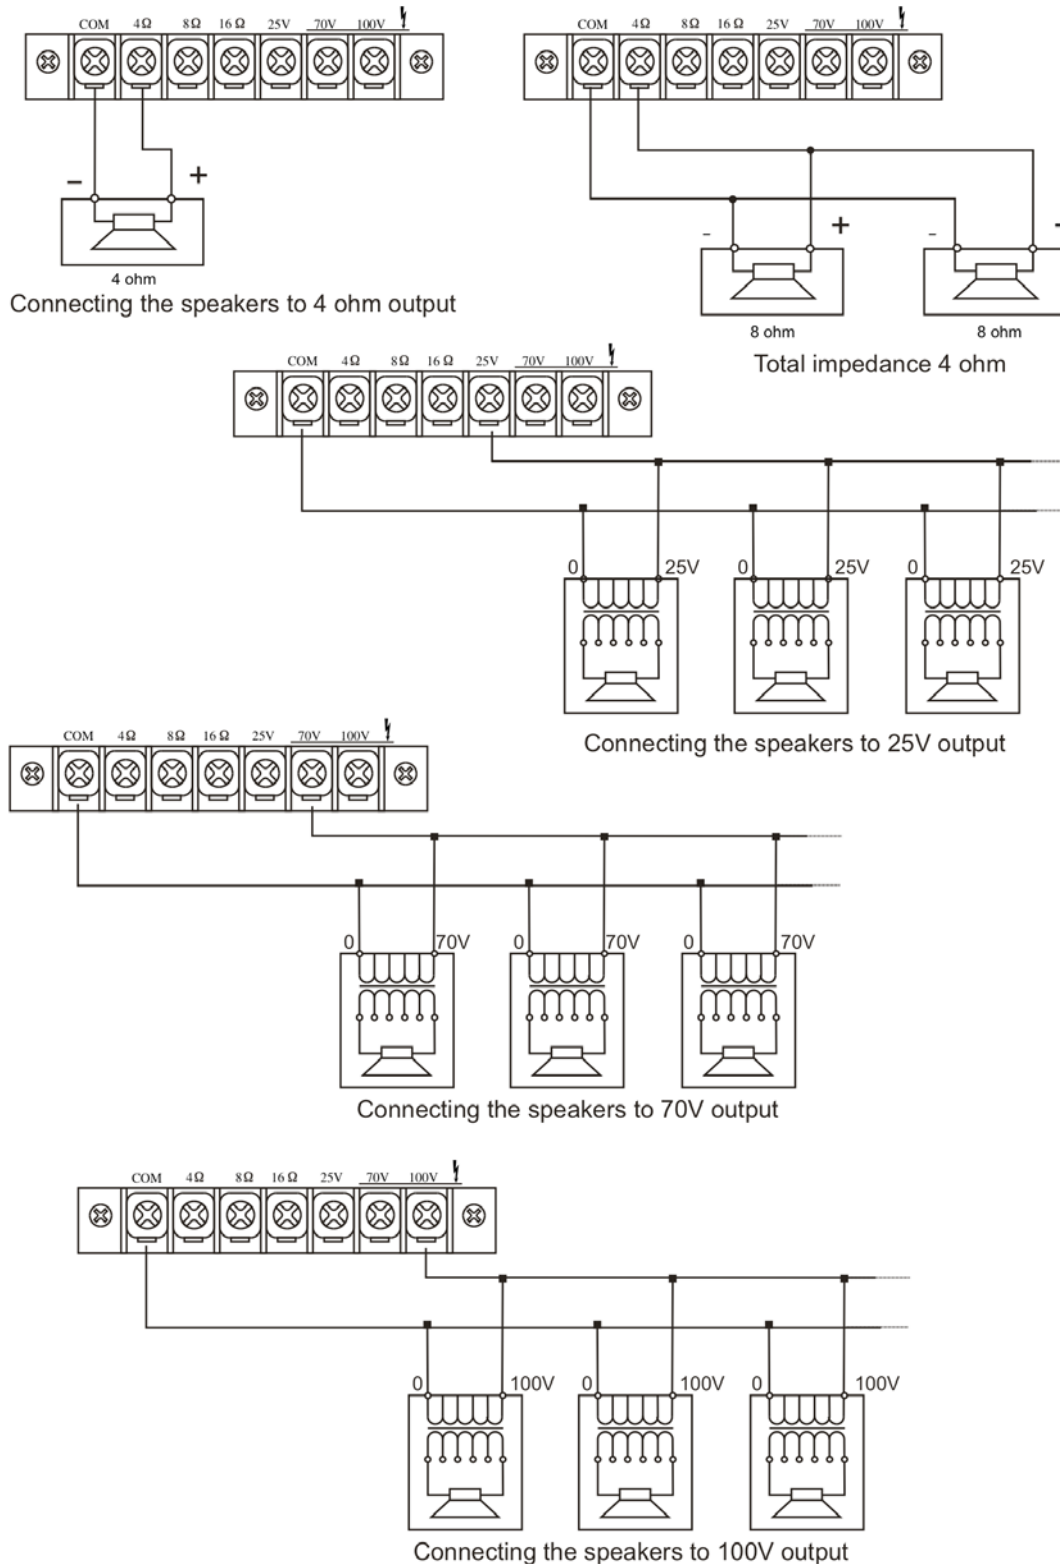 COM 4Ω 8Ω 16Ω 25V 70V 100V
COM 4Ω 8Ω 16Ω 25V 70V 100V
− +
4 ohm
Connecting the speakers to 4 ohm output
- + -
8 ohm 8 ohm
Total impedance 4 ohm
COM 4Ω 8Ω 16Ω 25V 70V 100V
0 25V 0 25V 0 25V
Connecting the speakers to 25V output
COM 4Ω 8Ω 16Ω 25V 70V 100V
0 70V 0 70V 0 70V
Connecting the speakers to 70V output
COM 4Ω 8Ω 16Ω 25V 70V 100V
0 100V 0 100V 0 100V
Connecting the speakers to 100V output